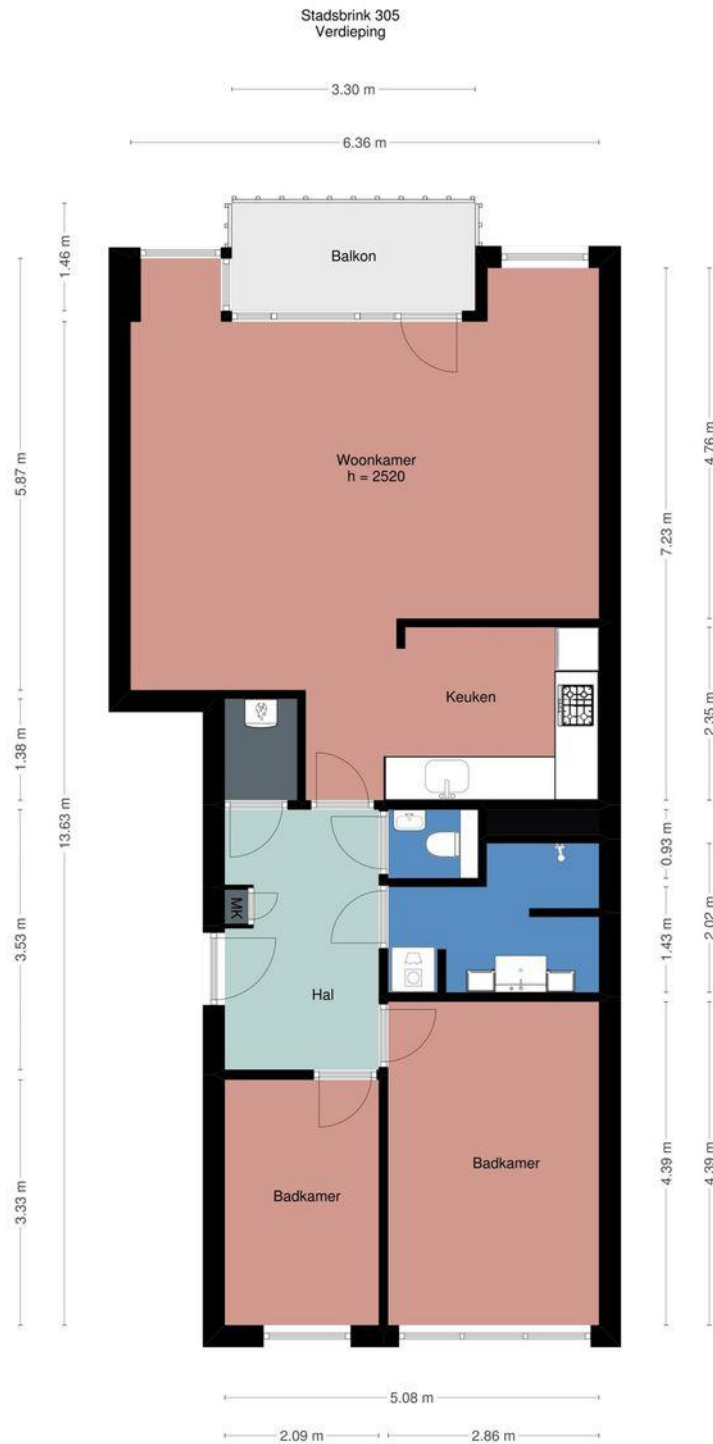 Stadsbrink 305
Verdieping
3.30 m
6.36 m
1.46 m
Balkon
5.87 m
4.76 m
Woonkamer
h = 2520
7.23 m
Keuken
2.35 m
1.38 m
13.63 m
0.93 m
MK
2.02 m
1.43 m
3.53 m
Hal
Badkamer
4.39 m
4.39 m
Badkamer
3.33 m
5.08 m
2.09 m
2.86 m